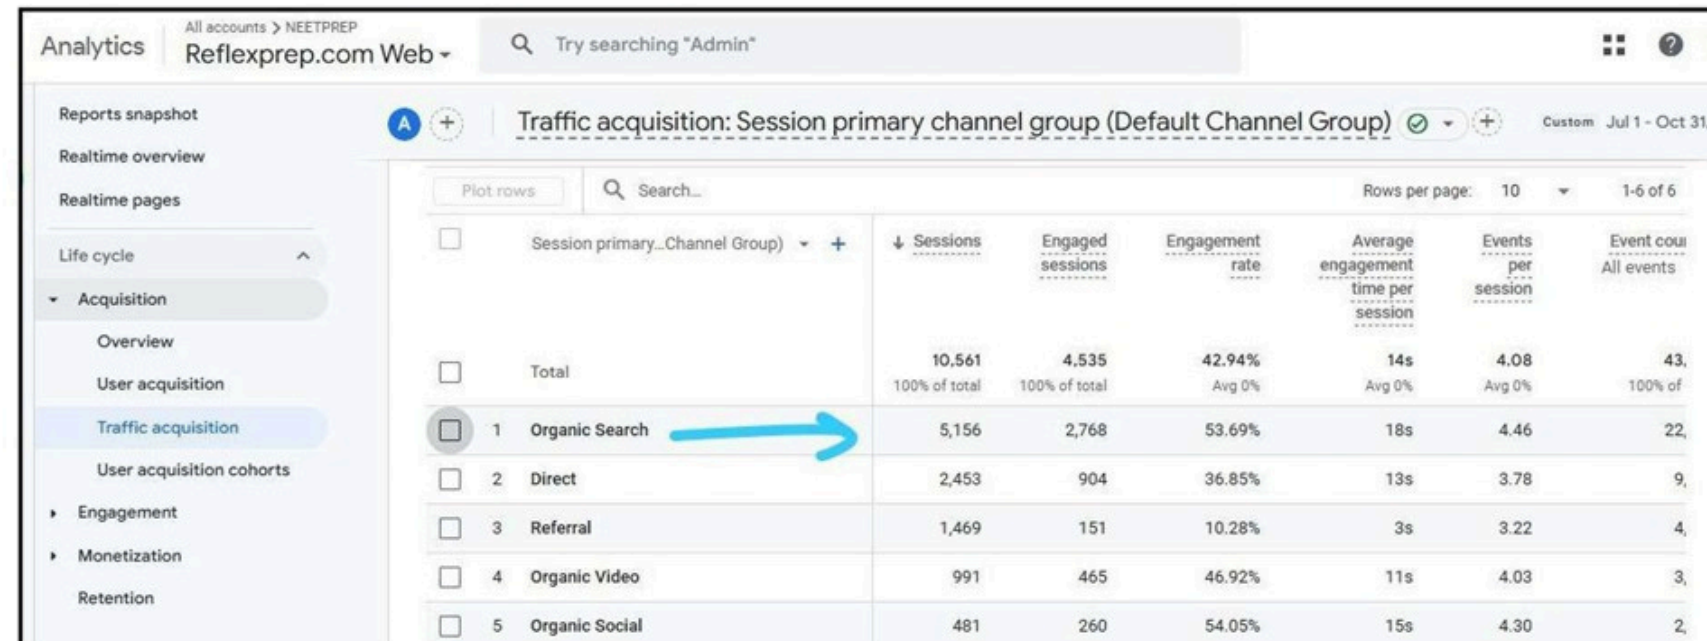 All accounts > NEETPREP
Analytics
Reflexprep.com Web
Try searching "Admin"
Reports snapshot
Realtime overview
Realtime pages
Life cycle
Acquisition
Overview
User acquisition
Traffic acquisition
User acquisition cohorts
Engagement
Monetization
Retention
A
Traffic acquisition: Session primary channel group (Default Channel Group)
Custom Jul 1 - Oct 31
Plot rows
Search...
Rows per page: 10
1-6 of 6
Session primary...Channel Group)
Sessions
Engaged sessions
Engagement rate
Average engagement time per session
Events per session
Event cou
All events
Total 10,561 4,535 42.94% 14s 4.08 43,
100% of total 100% of total Avg 0% Avg 0% Avg 0% 100% of
1 Organic Search 5,156 2,768 53.69% 18s 4.46 22,
2 Direct 2,453 904 36.85% 13s 3.78 9,
3 Referral 1,469 151 10.28% 3s 3.22 4,
4 Organic Video 991 465 46.92% 11s 4.03 3,
5 Organic Social 481 260 54.05% 15s 4.30 2,